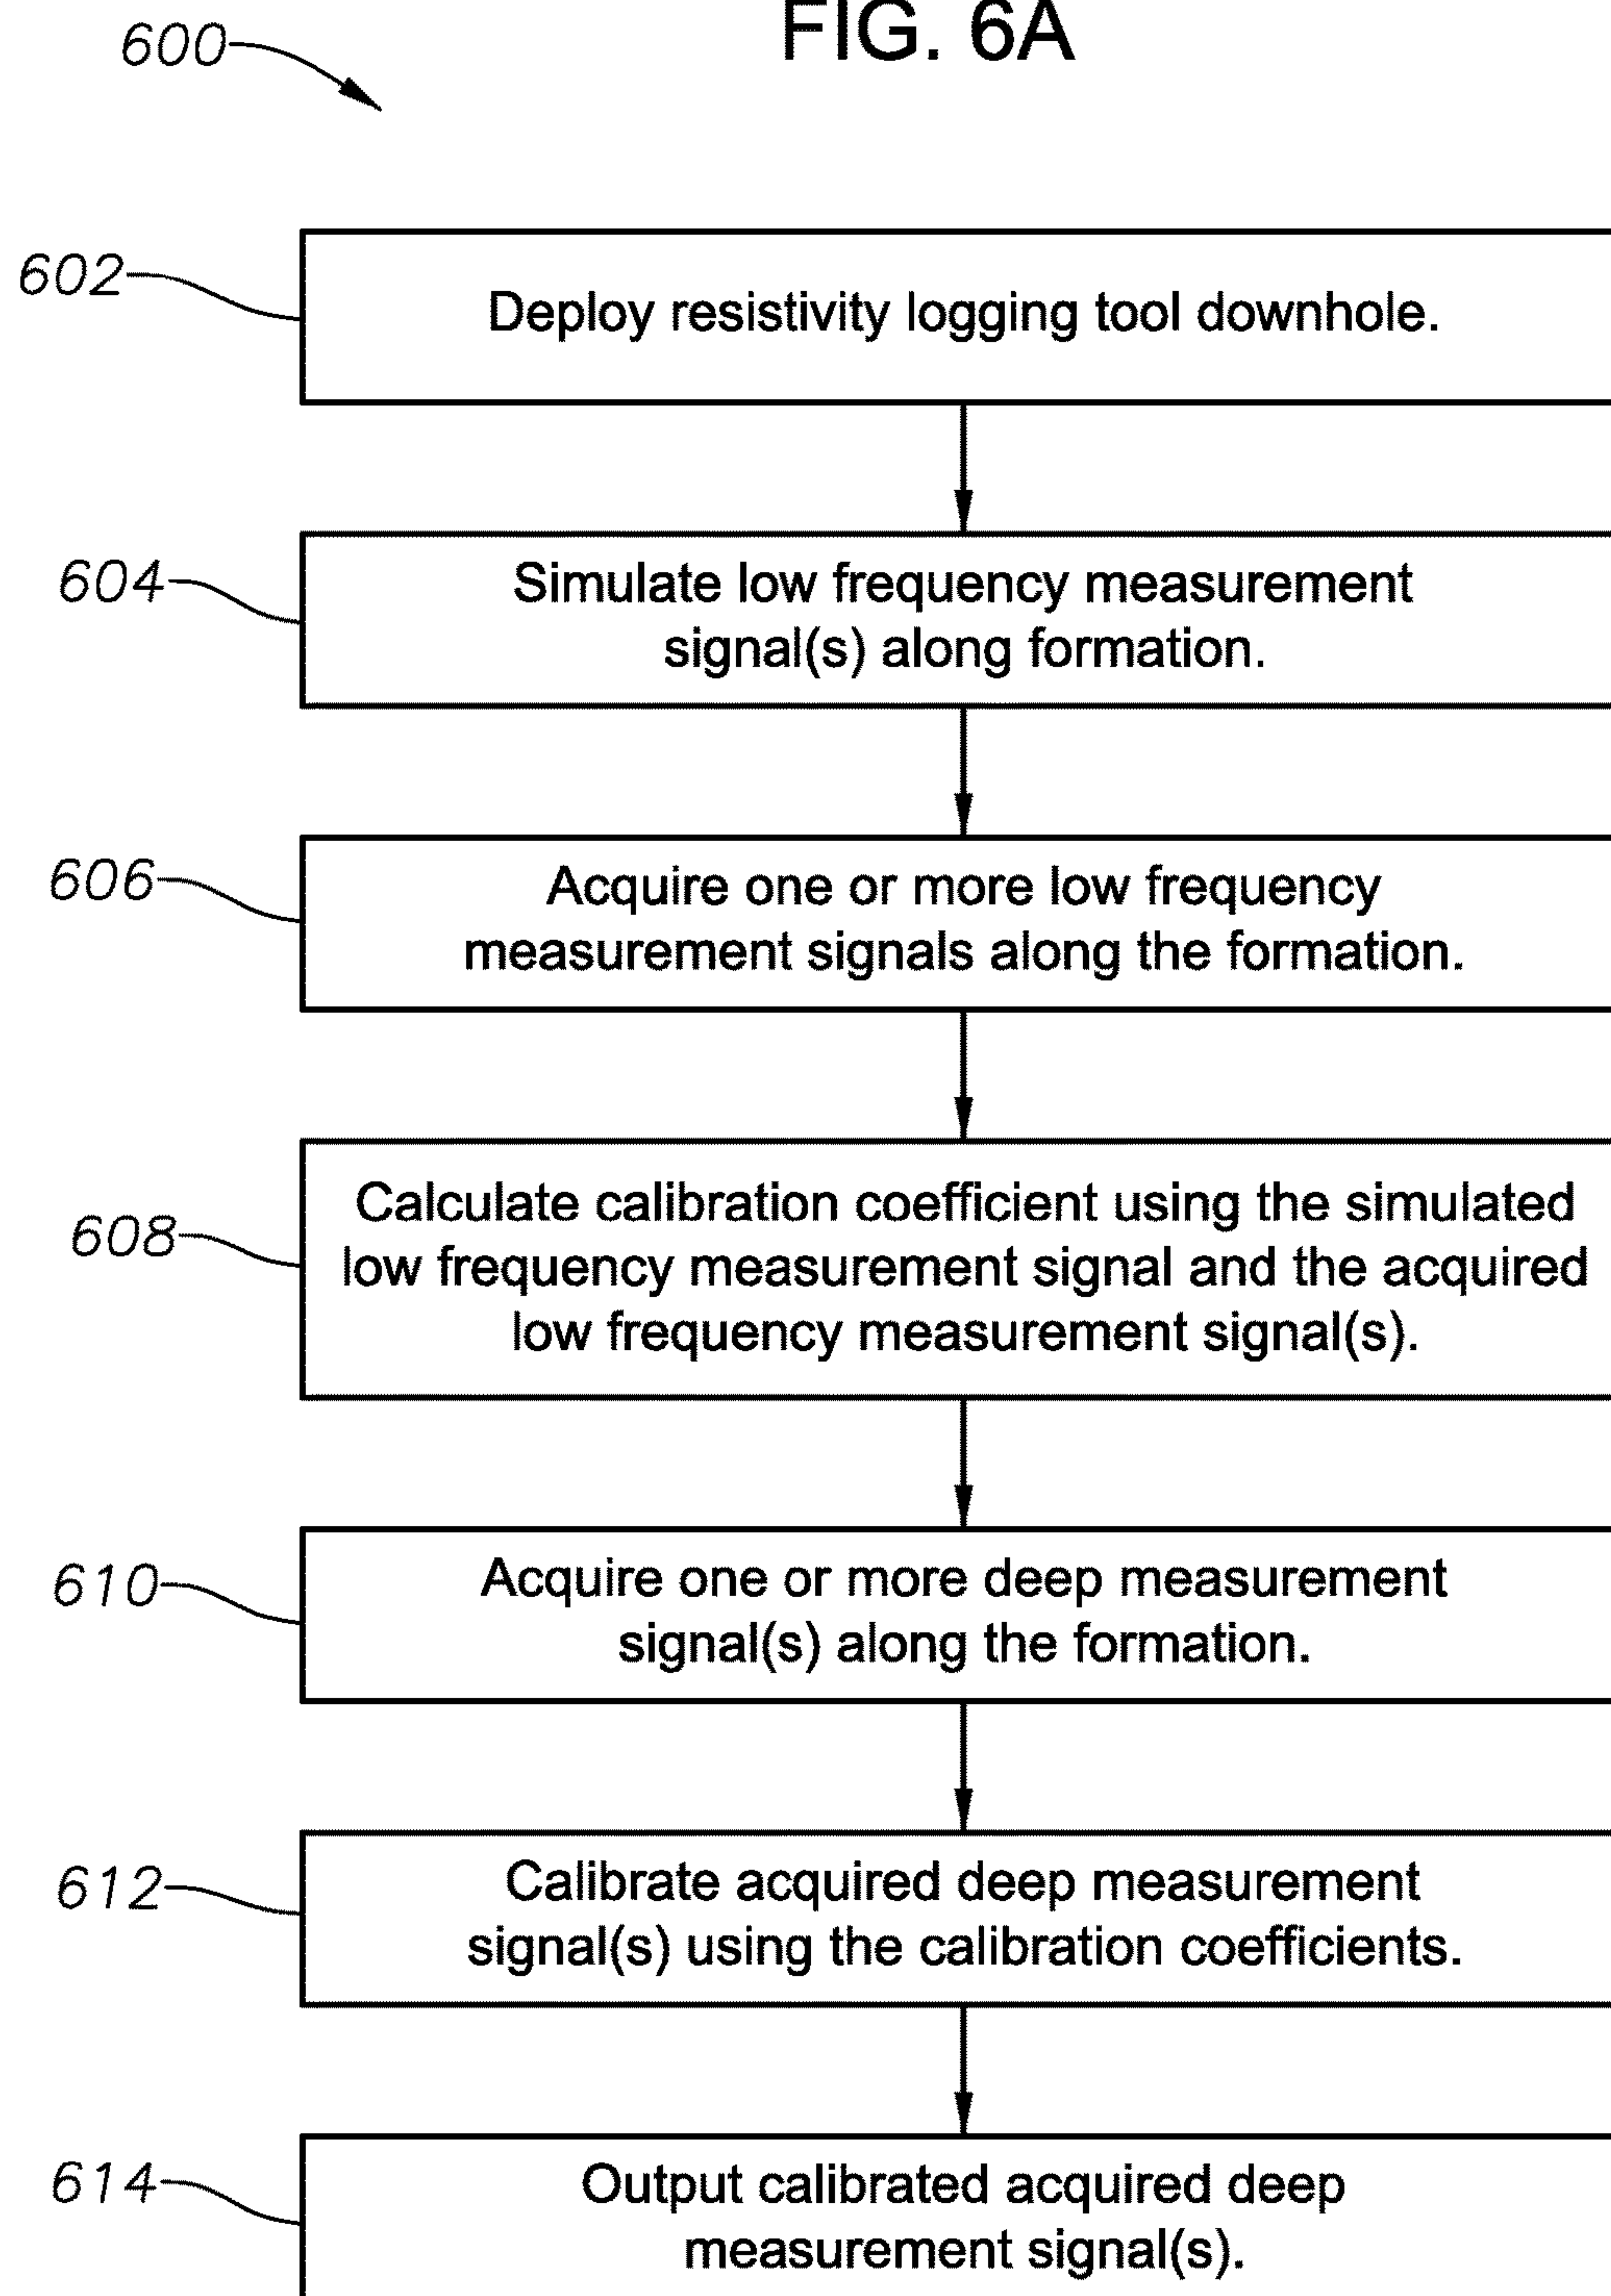 FIG. 6A
600
602
Deploy resistivity logging tool downhole.
604
Simulate low frequency measurement
signal(s) along formation.
606
Acquire one or more low frequency
measurement signals along the formation.
608
Calculate calibration coefficient using the simulated
low frequency measurement signal and the acquired
low frequency measurement signal(s).
610
Acquire one or more deep measurement
signal(s) along the formation.
612
Calibrate acquired deep measurement
signal(s) using the calibration coefficients.
614
Output calibrated acquired deep
measurement signal(s).